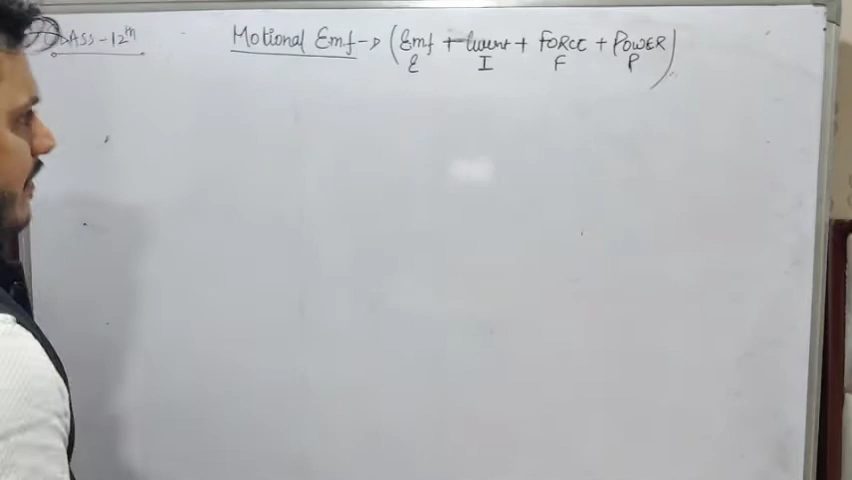 CLASS-12th
Motional Emf → (Emf + Current + FORCE + POWER)
ε I F P